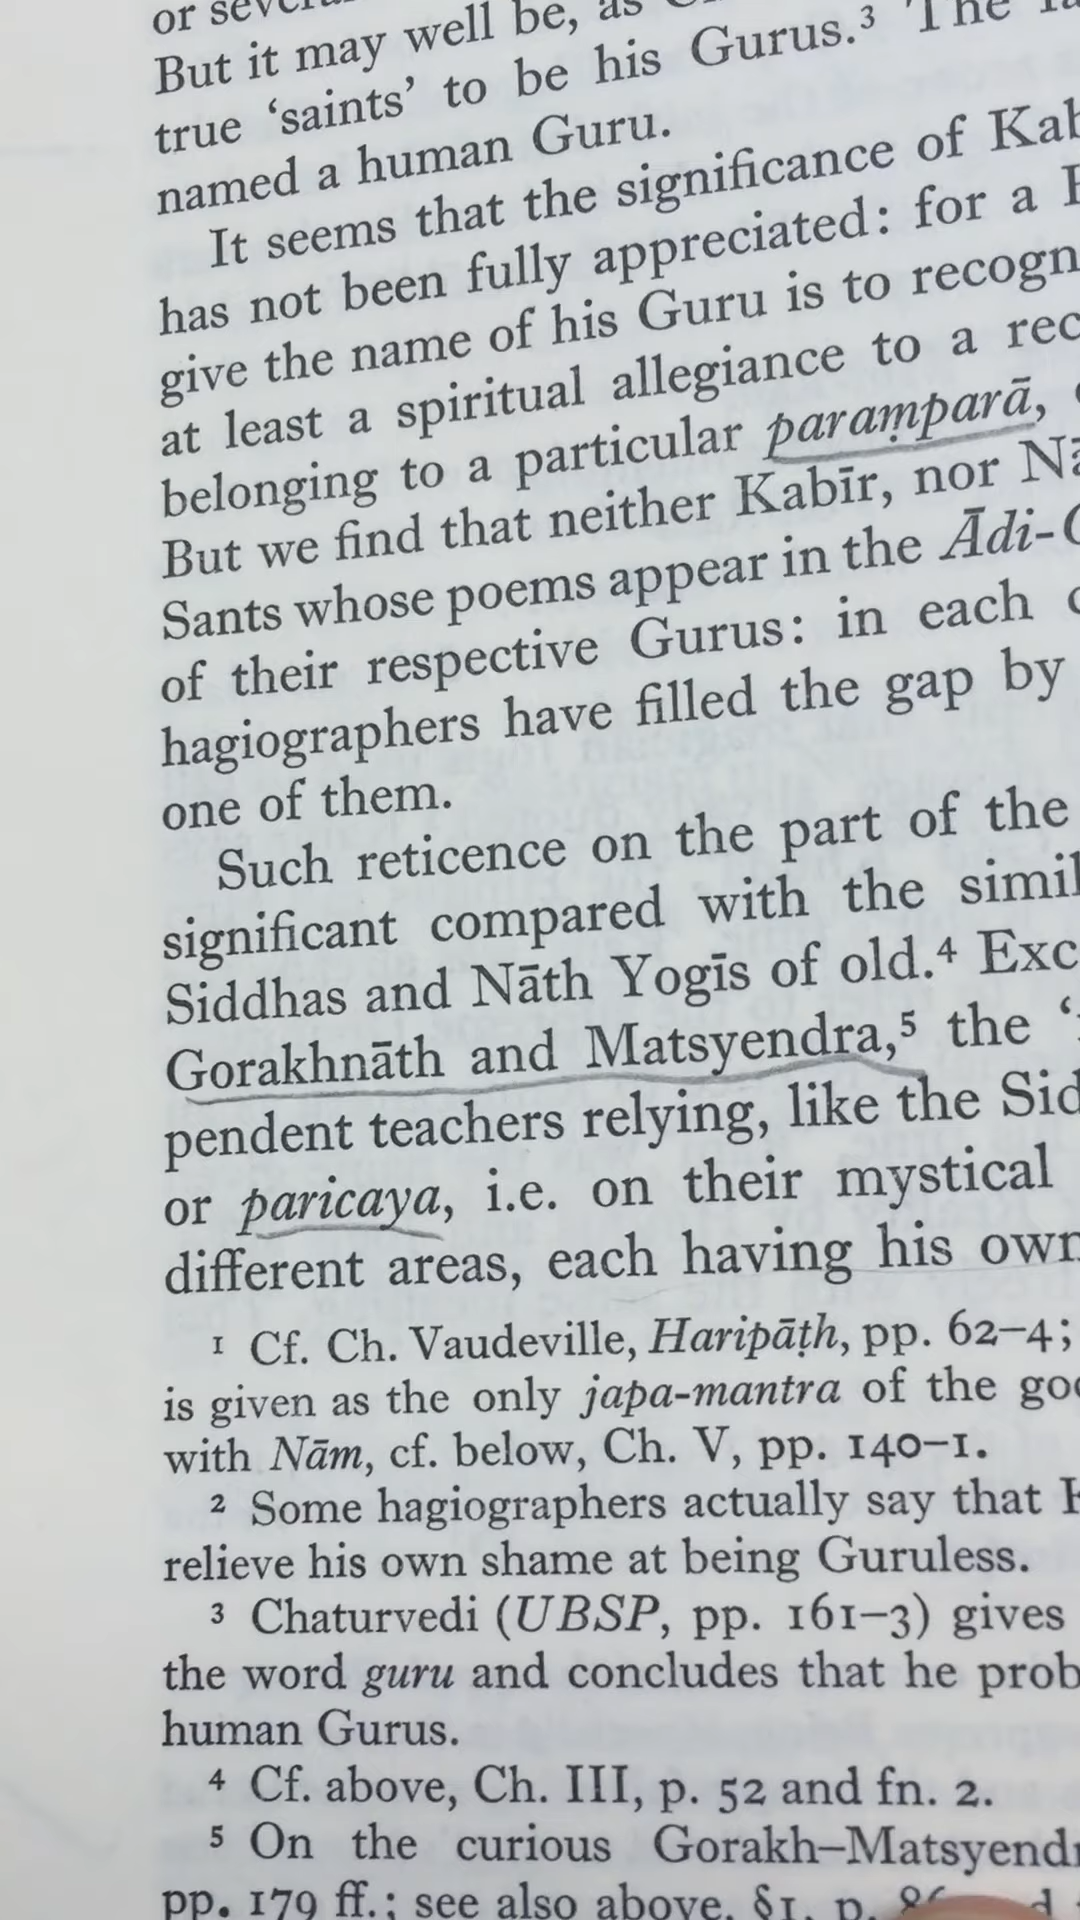 or
But it may well be, as
true ‘saints’ to be his Gurus.³ The
named a human Guru.
It seems that the significance of
has not been fully appreciated: for a
give the name of his Guru is to
at least a spiritual allegiance to a
belonging to a particular paraṃparā,
But we find that neither Kabīr, nor
Sants whose poems appear in the Ādi-
of their respective Gurus: in each
hagiographers have filled the gap by
one of them.
Such reticence on the part of the
significant compared with the
Siddhas and Nāth Yogīs of old.⁴
Gorakhnāth and Matsyendra,⁵ the ‘
pendent teachers relying, like the
or paricaya, i.e. on their mystical
different areas, each having his own
¹ Cf. Ch. Vaudeville, Haripāṭh, pp. 62–4;
is given as the only japa-mantra of the
with Nām, cf. below, Ch. V, pp. 140–1.
² Some hagiographers actually say that
relieve his own shame at being Guruless.
³ Chaturvedi (UBSP, pp. 161–3) gives
the word guru and concludes that he
human Gurus.
⁴ Cf. above, Ch. III, p. 52 and fn. 2.
⁵ On the curious Gorakh–Matsyend
pp. 179 ff.; see also above, §1, p.